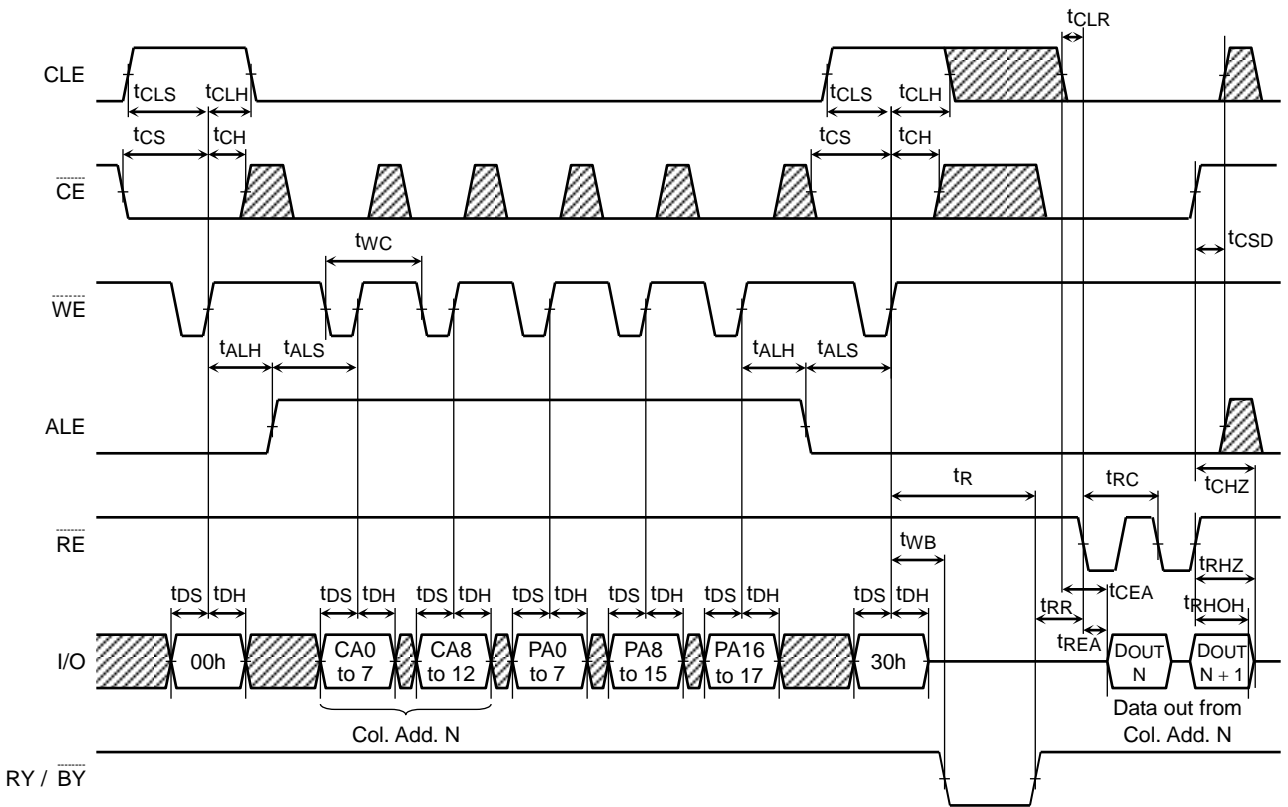 tCLR
CLE
tCLS tCLH tCLS tCLH
tCS tCH tCS tCH
CE
tWC tCSD
WE
tALH tALS tALH tALS
ALE
tR tRC tCHZ
RE
tWB tRHZ
tDS tDH tDS tDH tDS tDH tDS tDH tDS tDH tDS tDH tDS tDH tRR tCEA tRHOH
tREA
I/O 00h CA0 to 7 CA8 to 12 PA0 to 7 PA8 to 15 PA16 to 17 30h DOUT N DOUT N + 1
Col. Add. N
Data out from
Col. Add. N
RY / BY